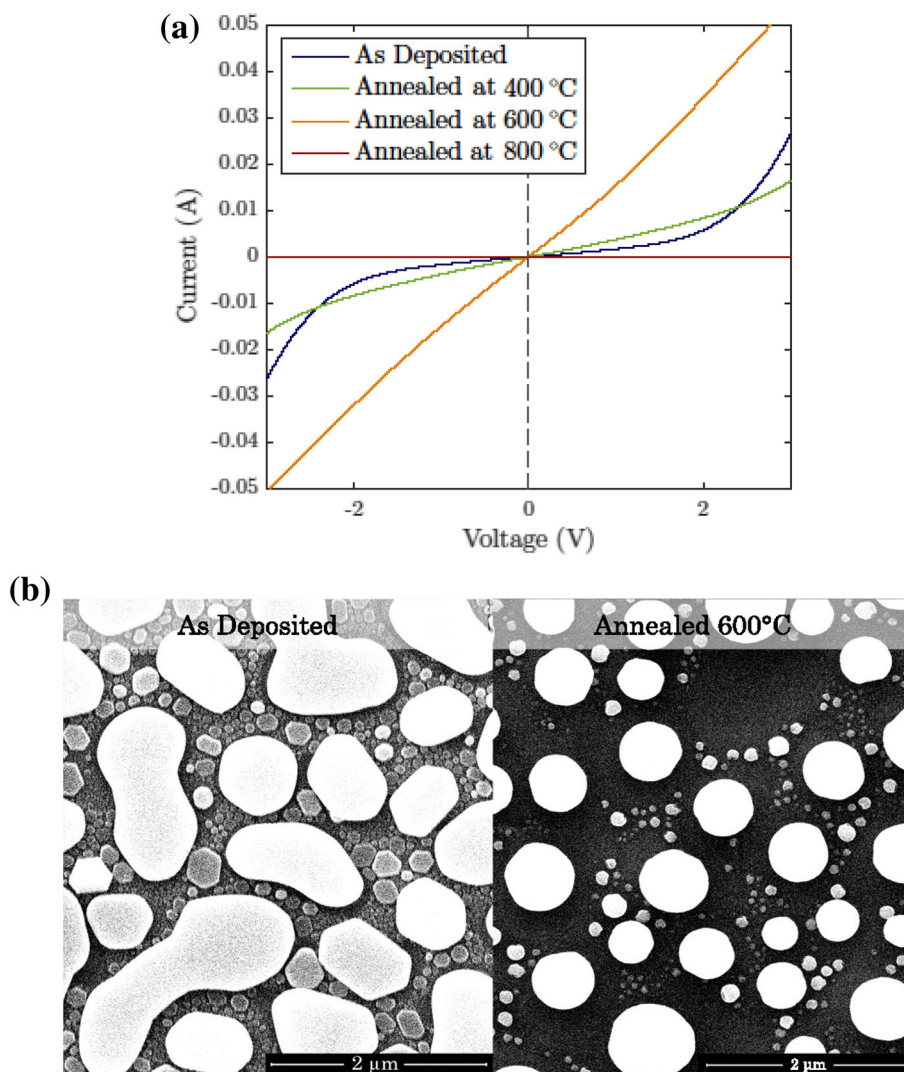 (a)
0.05
0.04
0.03
0.02
0.01
0
-0.01
-0.02
-0.03
-0.04
-0.05
Current (A)
As Deposited
Annealed at 400 °C
Annealed at 600 °C
Annealed at 800 °C
-2
0
2
Voltage (V)
(b)
As Deposited
Annealed 600°C
2 μm
2 μm